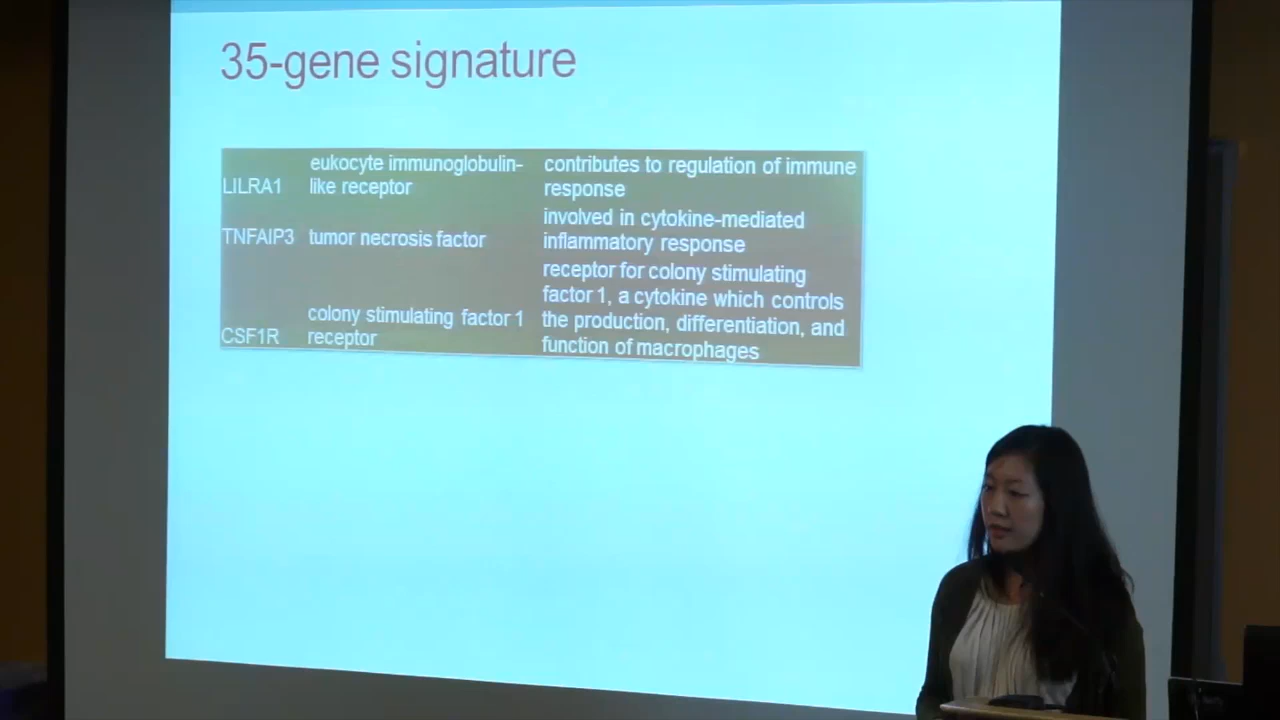 35-gene signature
LILRA1 eukocyte immunoglobulin-like receptor contributes to regulation of immune response
TNFAIP3 tumor necrosis factor involved in cytokine-mediated inflammatory response
CSF1R colony stimulating factor 1 receptor receptor for colony stimulating factor 1, a cytokine which controls the production, differentiation, and function of macrophages